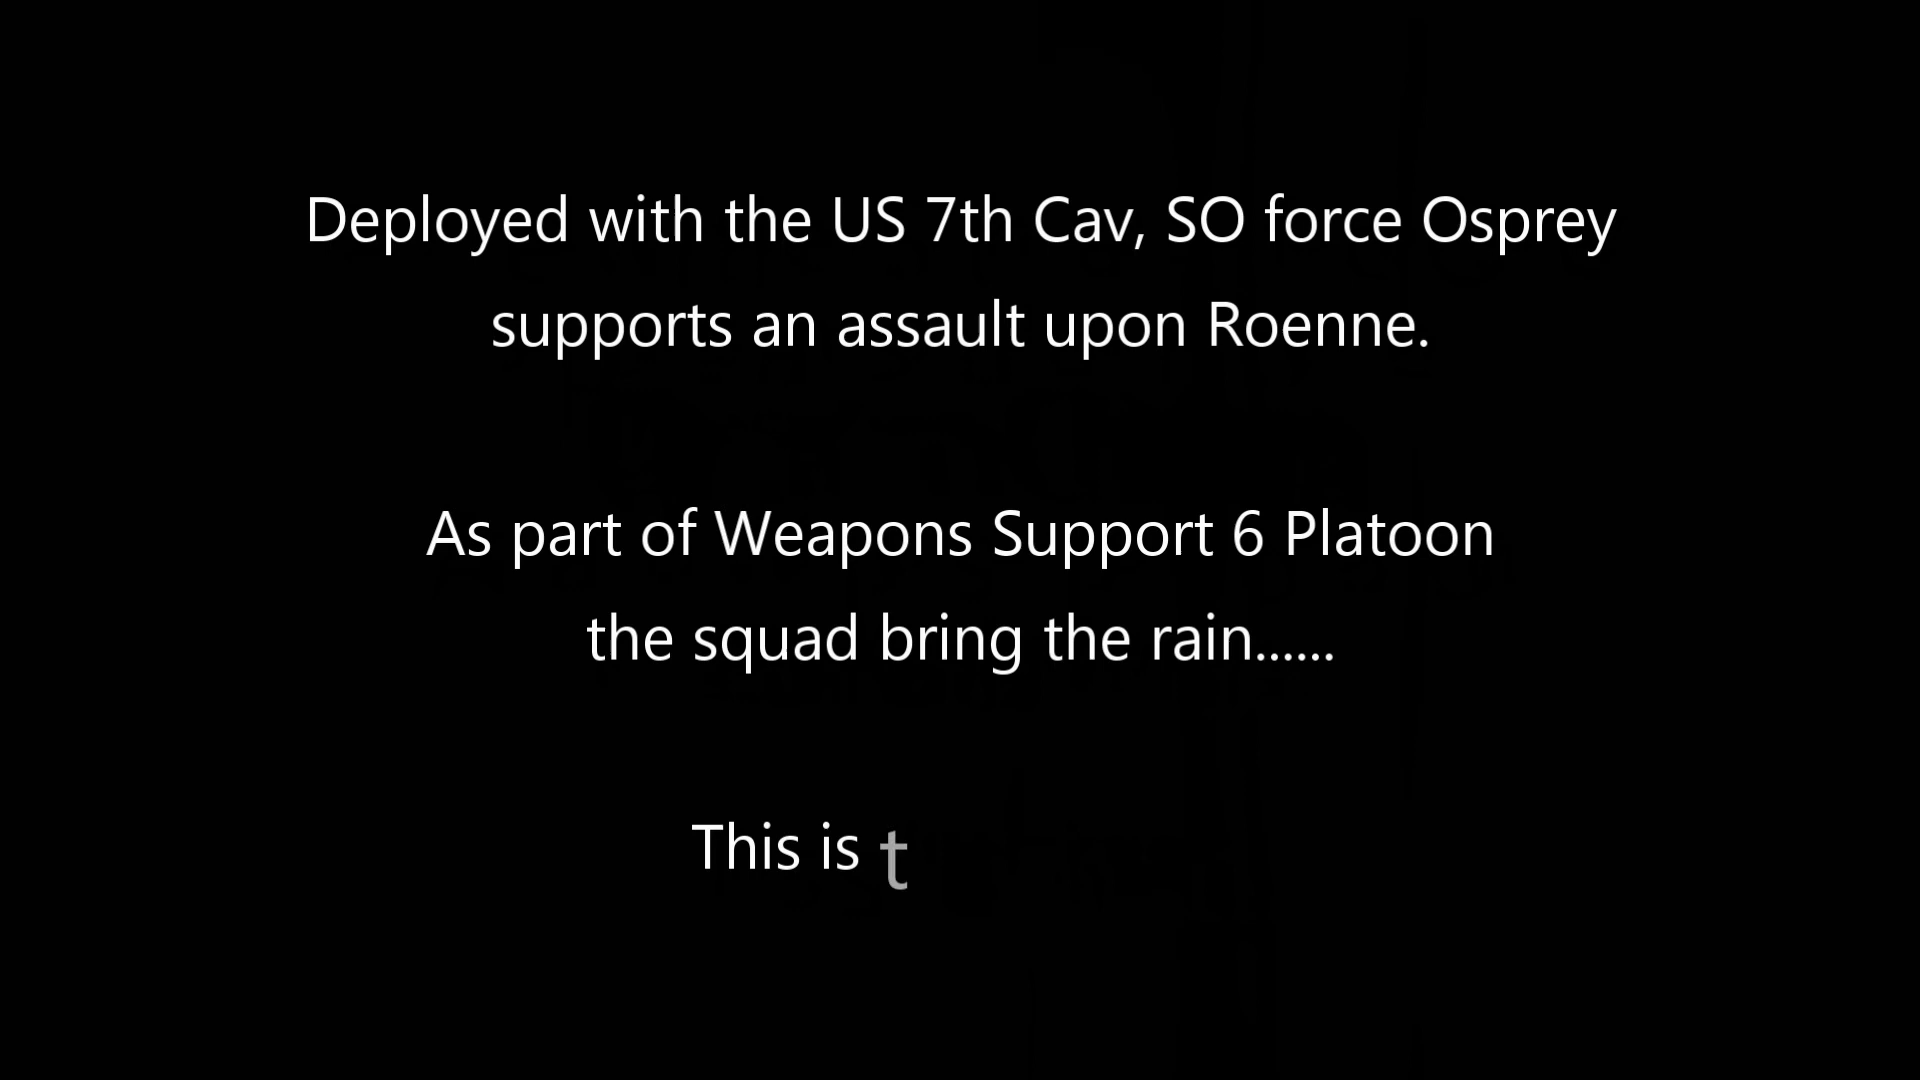 Deployed with the US 7th Cav, SO force Osprey
supports an assault upon Roenne.
As part of Weapons Support 6 Platoon
the squad bring the rain......
This is t